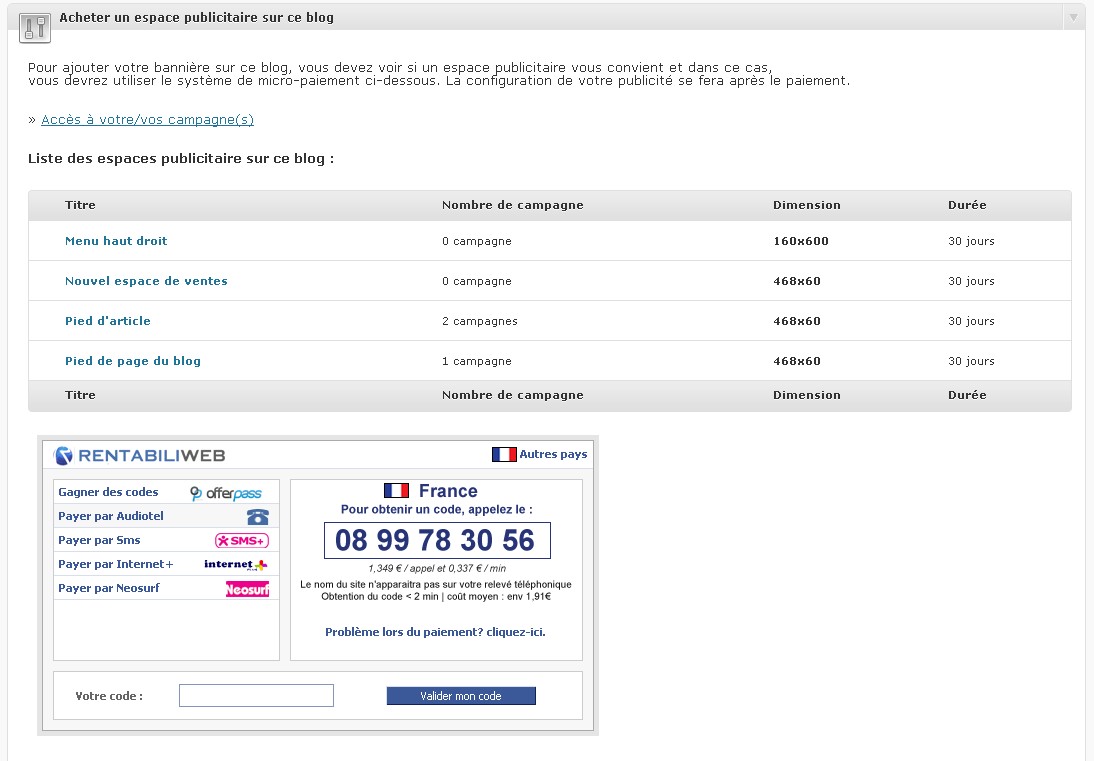 Acheter un espace publicitaire sur ce blog
Pour ajouter votre bannière sur ce blog, vous devez voir si un espace publicitaire vous convient et dans ce cas,
vous devrez utiliser le système de micro-paiement ci-dessous. La configuration de votre publicité se fera après le paiement.
» Accès à votre/vos campagne(s)
Liste des espaces publicitaire sur ce blog :
Titre Nombre de campagne Dimension Durée
Menu haut droit 0 campagne 160x600 30 jours
Nouvel espace de ventes 0 campagne 468x60 30 jours
Pied d'article 2 campagnes 468x60 30 jours
Pied de page du blog 1 campagne 468x60 30 jours
Titre Nombre de campagne Dimension Durée
RENTABILIWEB Autres pays
Gagner des codes offerpass
Payer par Audiotel
Payer par Sms SMS+
Payer par Internet+ internet+
Payer par Neosurf Neosurf
France
Pour obtenir un code, appelez le :
08 99 78 30 56
1,349 € / appel et 0,337 € / min
Le nom du site n'apparaitra pas sur votre relevé téléphonique
Obtention du code < 2 min | coût moyen : env 1,91€
Problème lors du paiement? cliquez-ici.
Votre code : Valider mon code